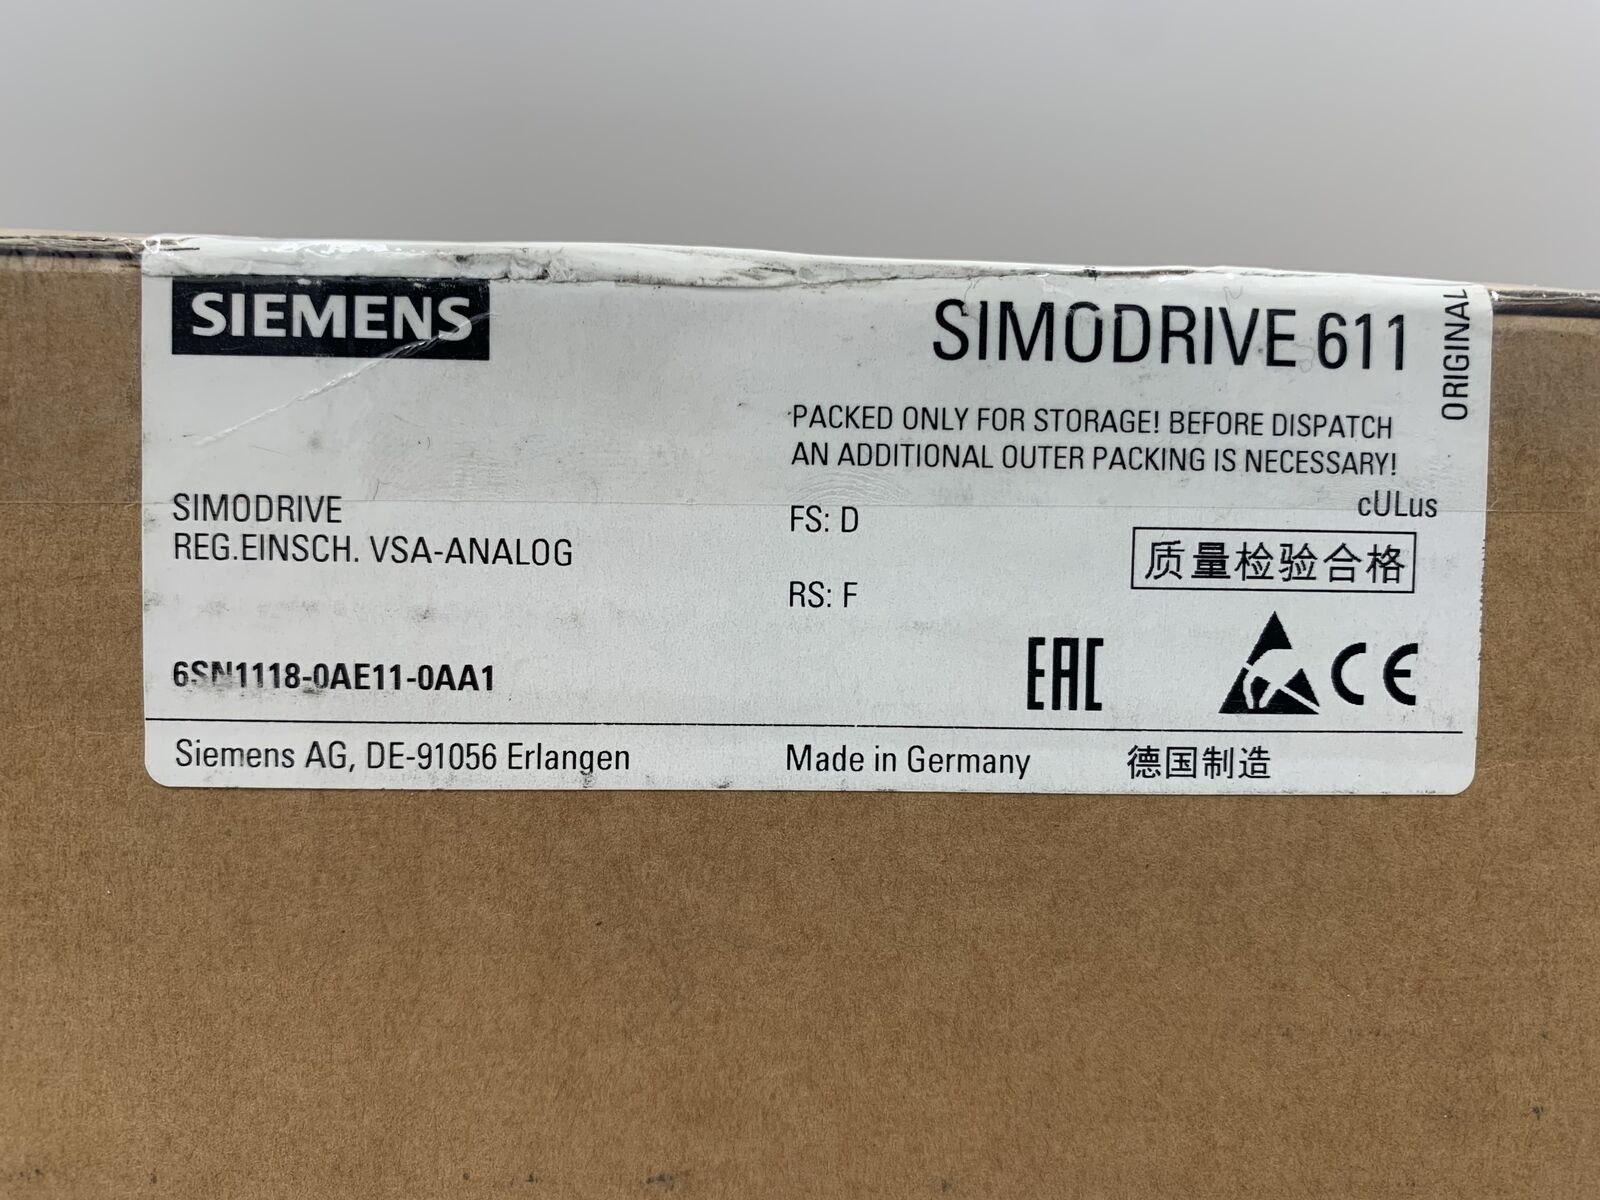 SIEMENS
SIMODRIVE 611
ORIGINAL
PACKED ONLY FOR STORAGE! BEFORE DISPATCH
AN ADDITIONAL OUTER PACKING IS NECESSARY!
cULus
SIMODRIVE
REG.EINSCH. VSA-ANALOG
FS: D
质量检验合格
RS: F
6SN1118-0AE11-0AA1
EAC
CE
Siemens AG, DE-91056 Erlangen
Made in Germany
德国制造